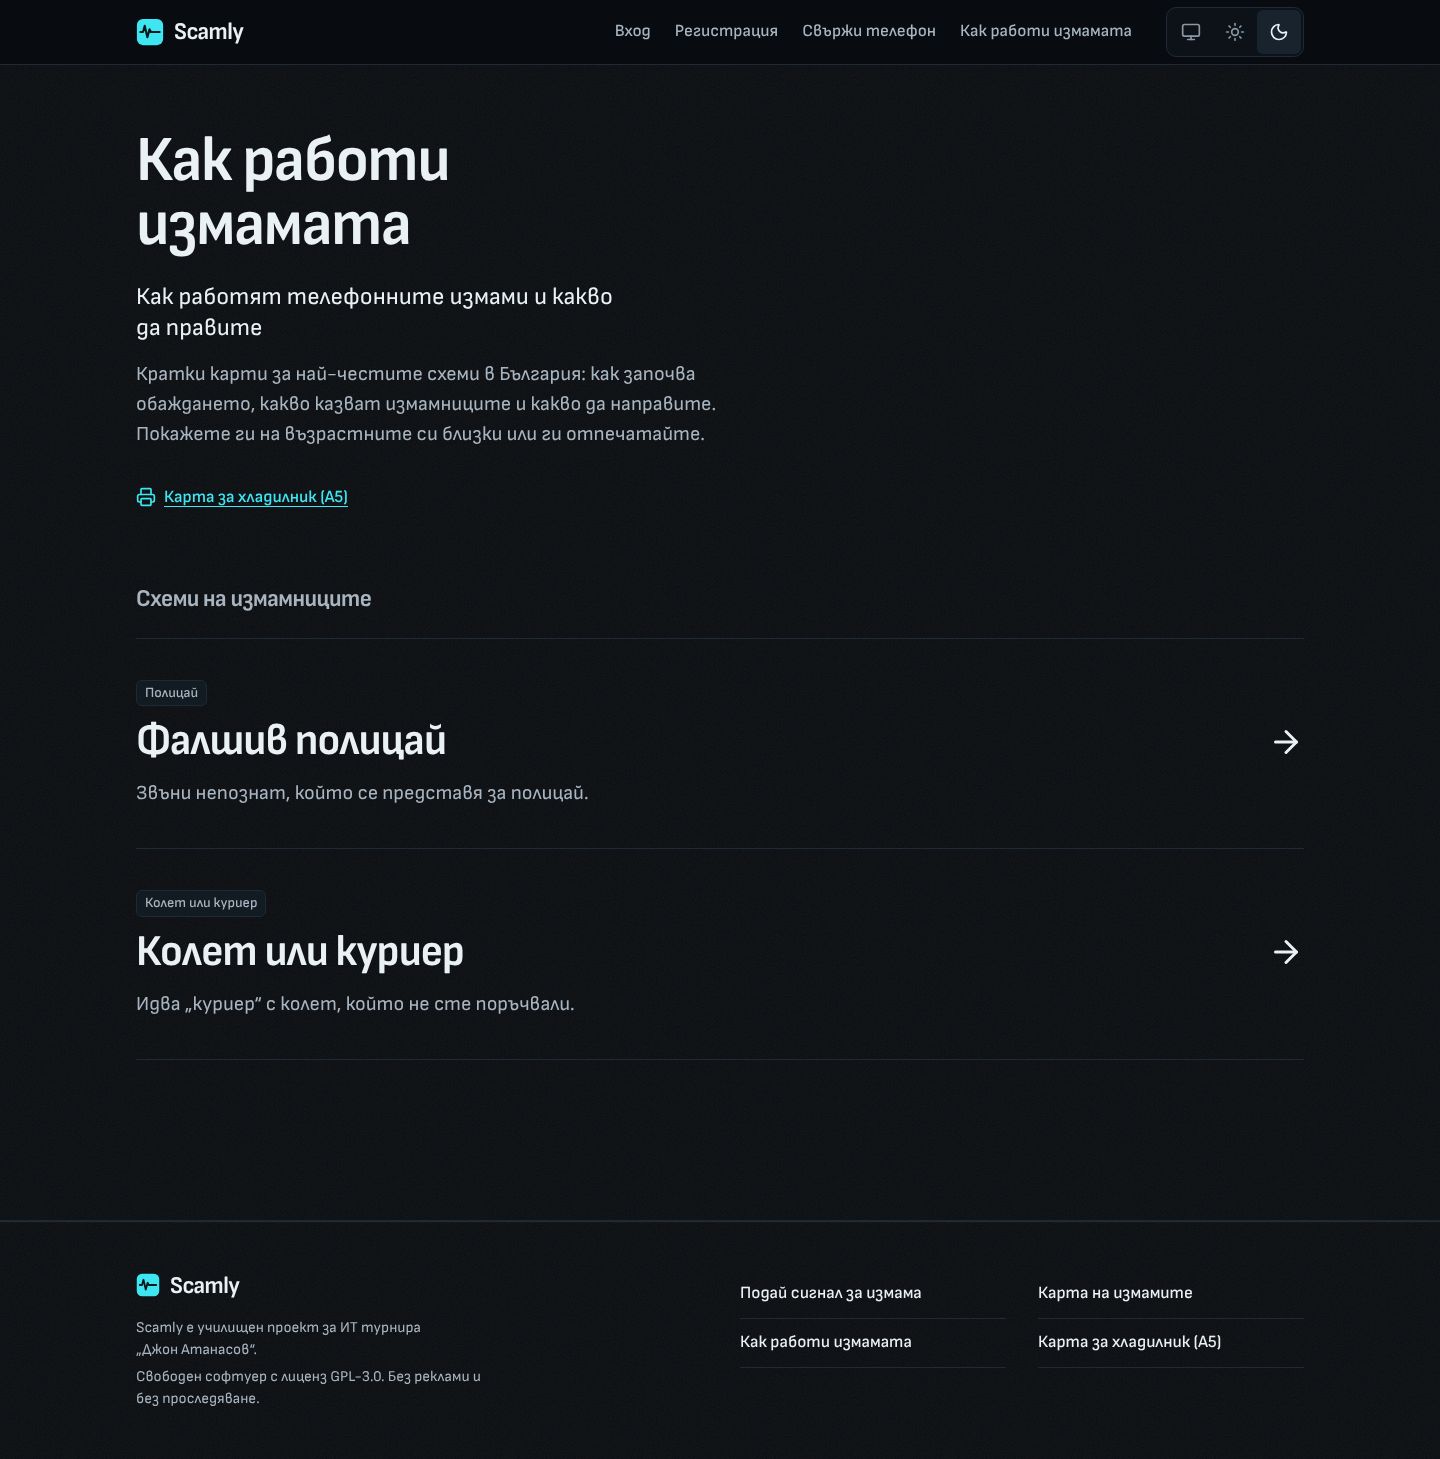 Scamly
Вход
Регистрация
Свържи телефон
Как работи измамата
Как работи
измамата
Как работят телефонните измами и какво
да правите
Кратки карти за най-честите схеми в България: как започва
обаждането, какво казват измамниците и какво да направите.
Покажете ги на възрастните си близки или ги отпечатайте.
Карта за хладилник (A5)
Схеми на измамниците
Полицай
Фалшив полицай
Звъни непознат, който се представя за полицай.
Колет или куриер
Колет или куриер
Идва „куриер“ с колет, който не сте поръчвали.
Scamly
Scamly е училищен проект за ИТ турнира
„Джон Атанасов“.
Свободен софтуер с лиценз GPL-3.0. Без реклами и
без проследяване.
Подай сигнал за измама
Карта на измамите
Как работи измамата
Карта за хладилник (A5)